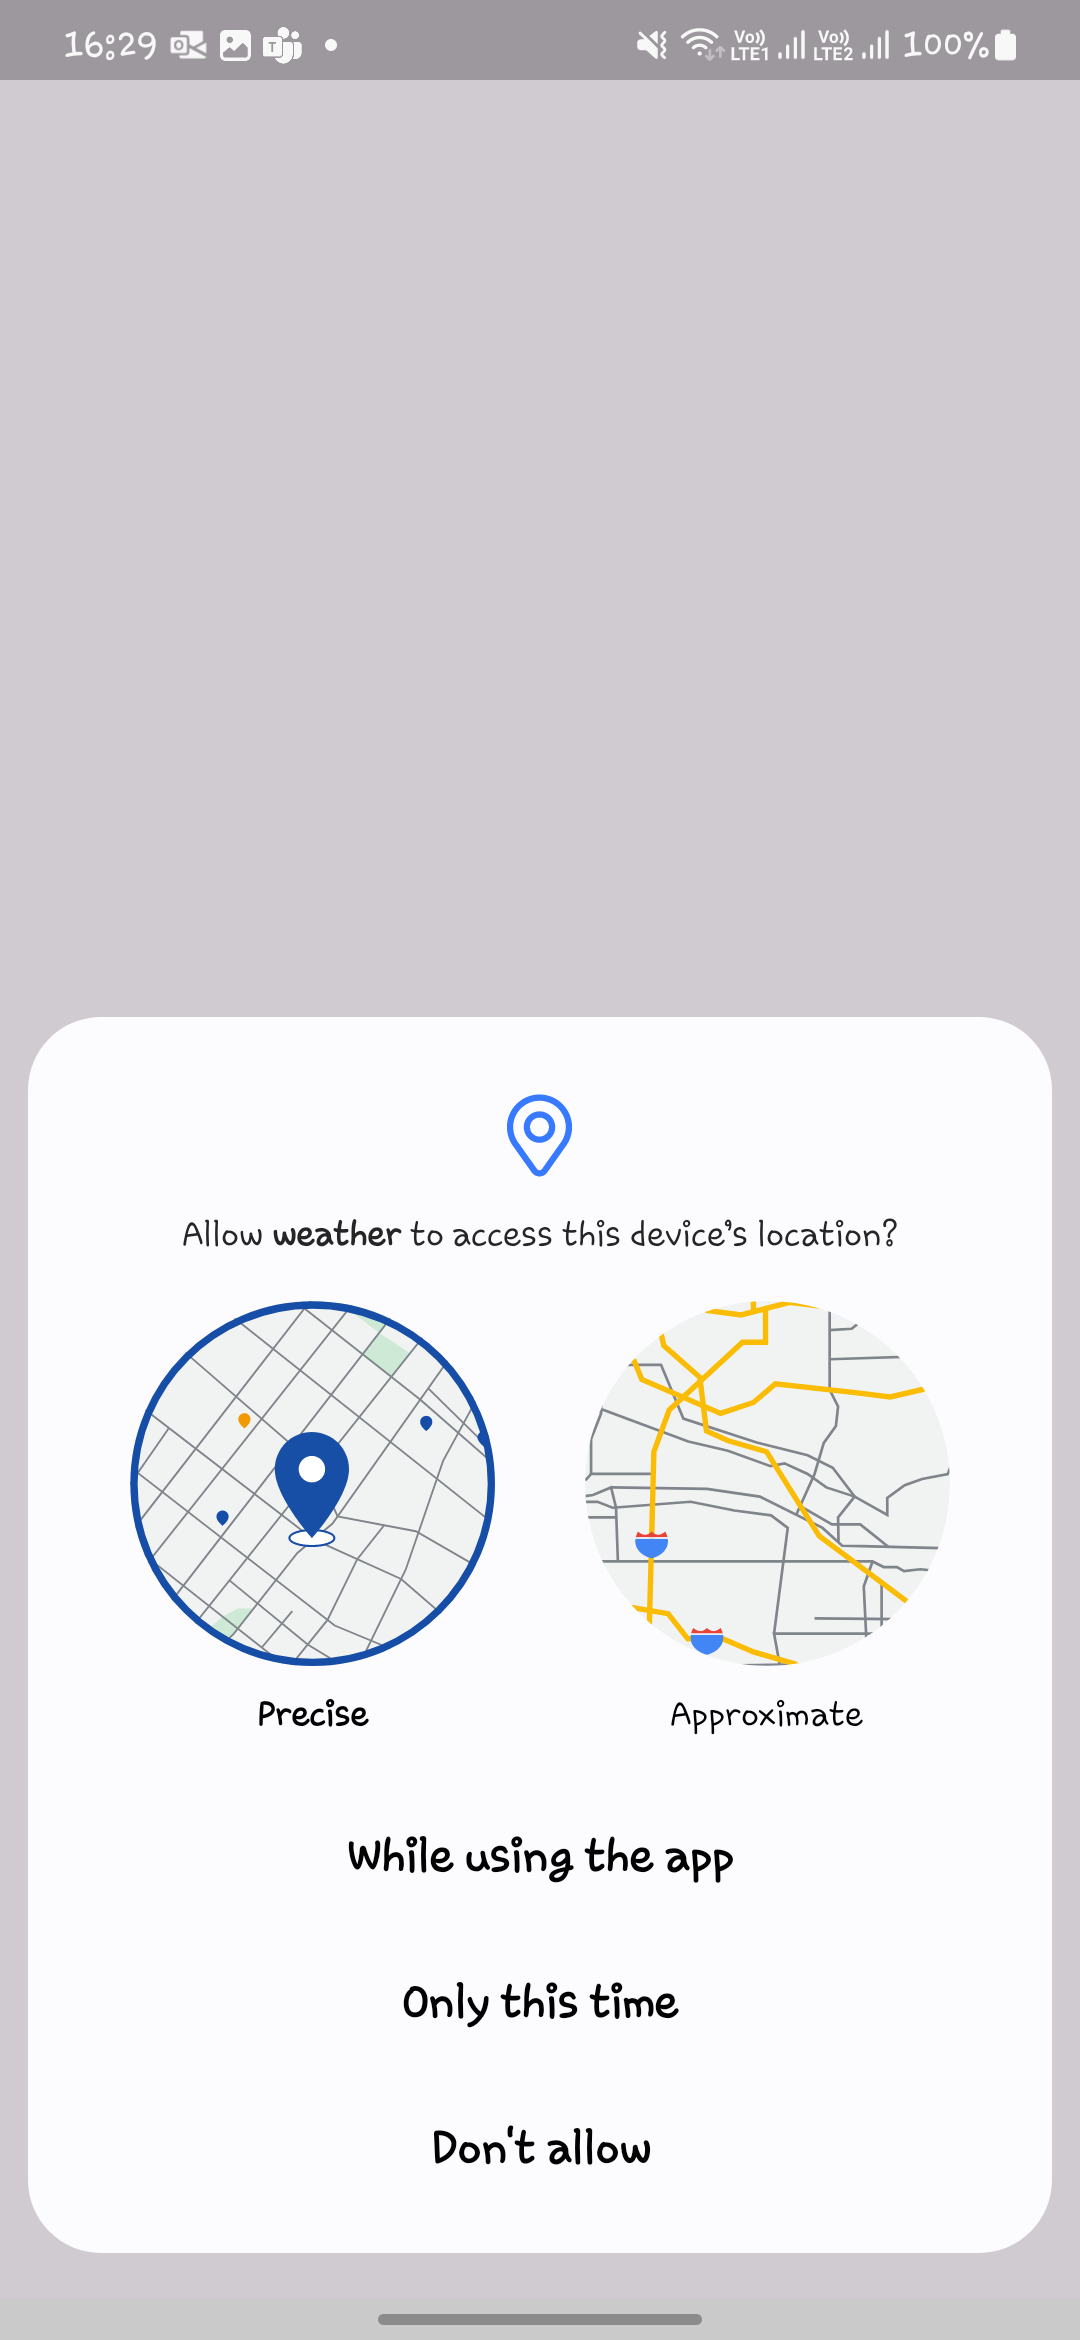 16:29 Vo)) LTE1 Vo)) LTE2 100%
Allow weather to access this device's location?
Precise Approximate
While using the app
Only this time
Don't allow